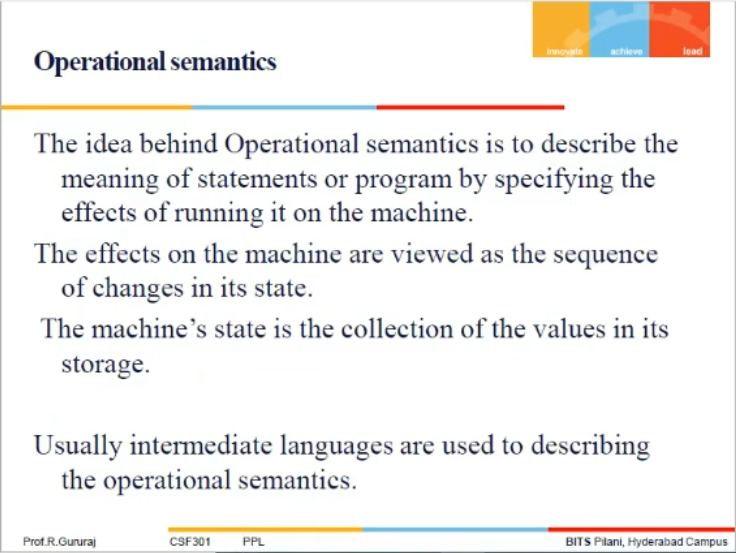 innovate achieve lead
Operational semantics
The idea behind Operational semantics is to describe the
meaning of statements or program by specifying the
effects of running it on the machine.
The effects on the machine are viewed as the sequence
of changes in its state.
The machine's state is the collection of the values in its
storage.
Usually intermediate languages are used to describing
the operational semantics.
Prof.R.Gururaj CSF301 PPL BITS Pilani, Hyderabad Campus